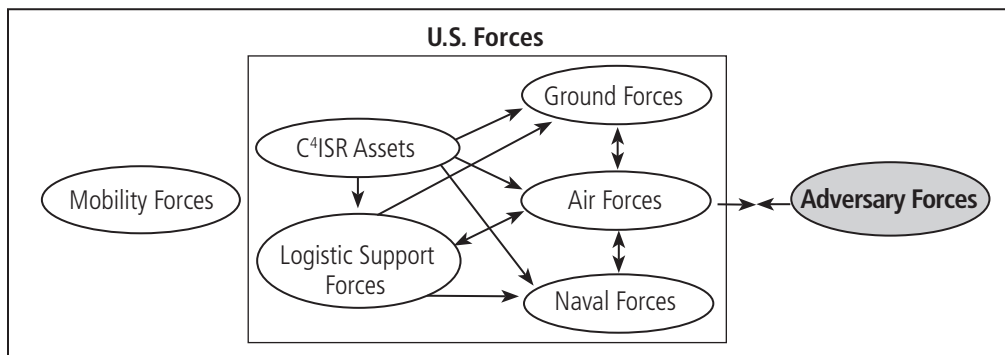 U.S. Forces
Ground Forces
C⁴ISR Assets
Mobility Forces
Air Forces
Adversary Forces
Logistic Support
Forces
Naval Forces